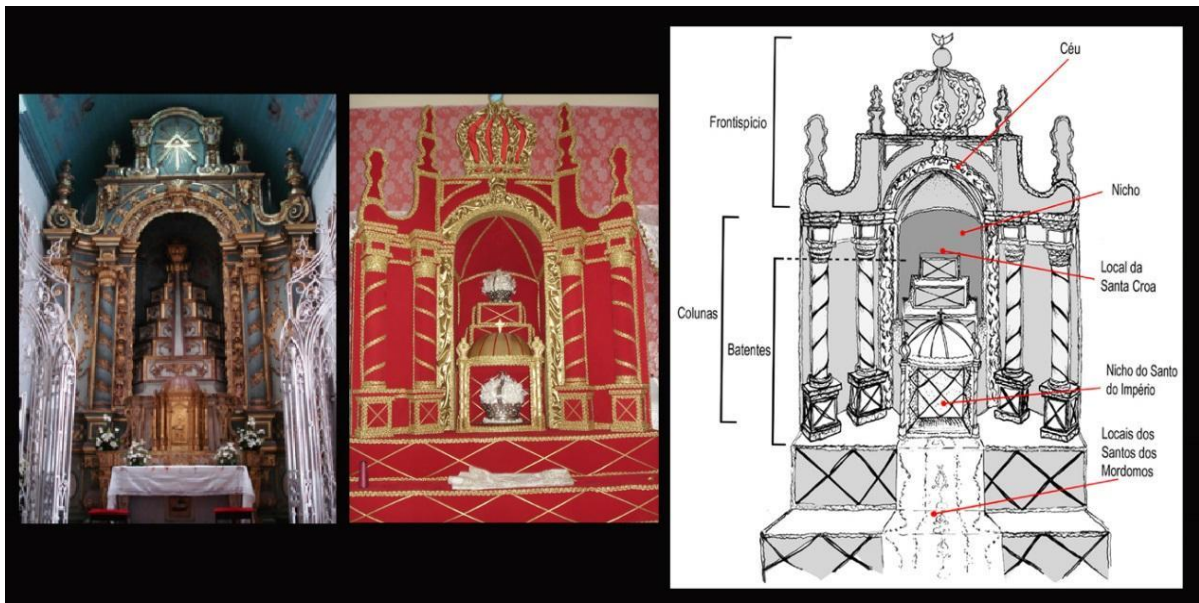 Céu
Frontispício
Nicho
Local da
Santa Croa
Colunas
Batentes
Nicho do Santo
do Império
Locais dos
Santos dos
Mordomos